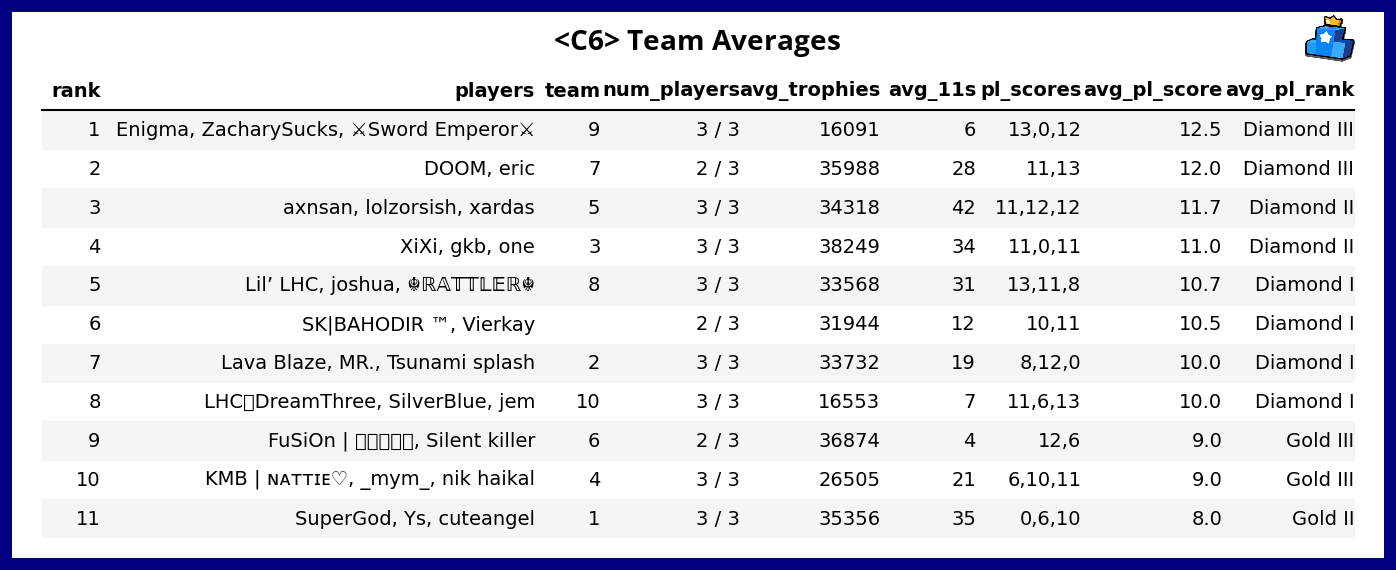 <C6> Team Averages
rank players team num_players avg_trophies avg_11s pl_scores avg_pl_score avg_pl_rank
1 Enigma, ZacharySucks, ⚔Sword Emperor⚔ 9 3 / 3 16091 6 13,0,12 12.5 Diamond III
2 DOOM, eric 7 2 / 3 35988 28 11,13 12.0 Diamond III
3 axnsan, lolzorsish, xardas 5 3 / 3 34318 42 11,12,12 11.7 Diamond II
4 XiXi, gkb, one 3 3 / 3 38249 34 11,0,11 11.0 Diamond II
5 Lil’ LHC, joshua, ☬ℝ𝔸𝕋𝕋𝕃𝔼ℝ☬ 8 3 / 3 33568 31 13,11,8 10.7 Diamond I
6 SK|BAHODIR ™, Vierkay 2 / 3 31944 12 10,11 10.5 Diamond I
7 Lava Blaze, MR., Tsunami splash 2 3 / 3 33732 19 8,12,0 10.0 Diamond I
8 LHC▯DreamThree, SilverBlue, jem 10 3 / 3 16553 7 11,6,13 10.0 Diamond I
9 FuSiOn | ▯▯▯▯▯, Silent killer 6 2 / 3 36874 4 12,6 9.0 Gold III
10 KMB | ɴᴀᴛᴛɪᴇ♡, _mym_, nik haikal 4 3 / 3 26505 21 6,10,11 9.0 Gold III
11 SuperGod, Ys, cuteangel 1 3 / 3 35356 35 0,6,10 8.0 Gold II